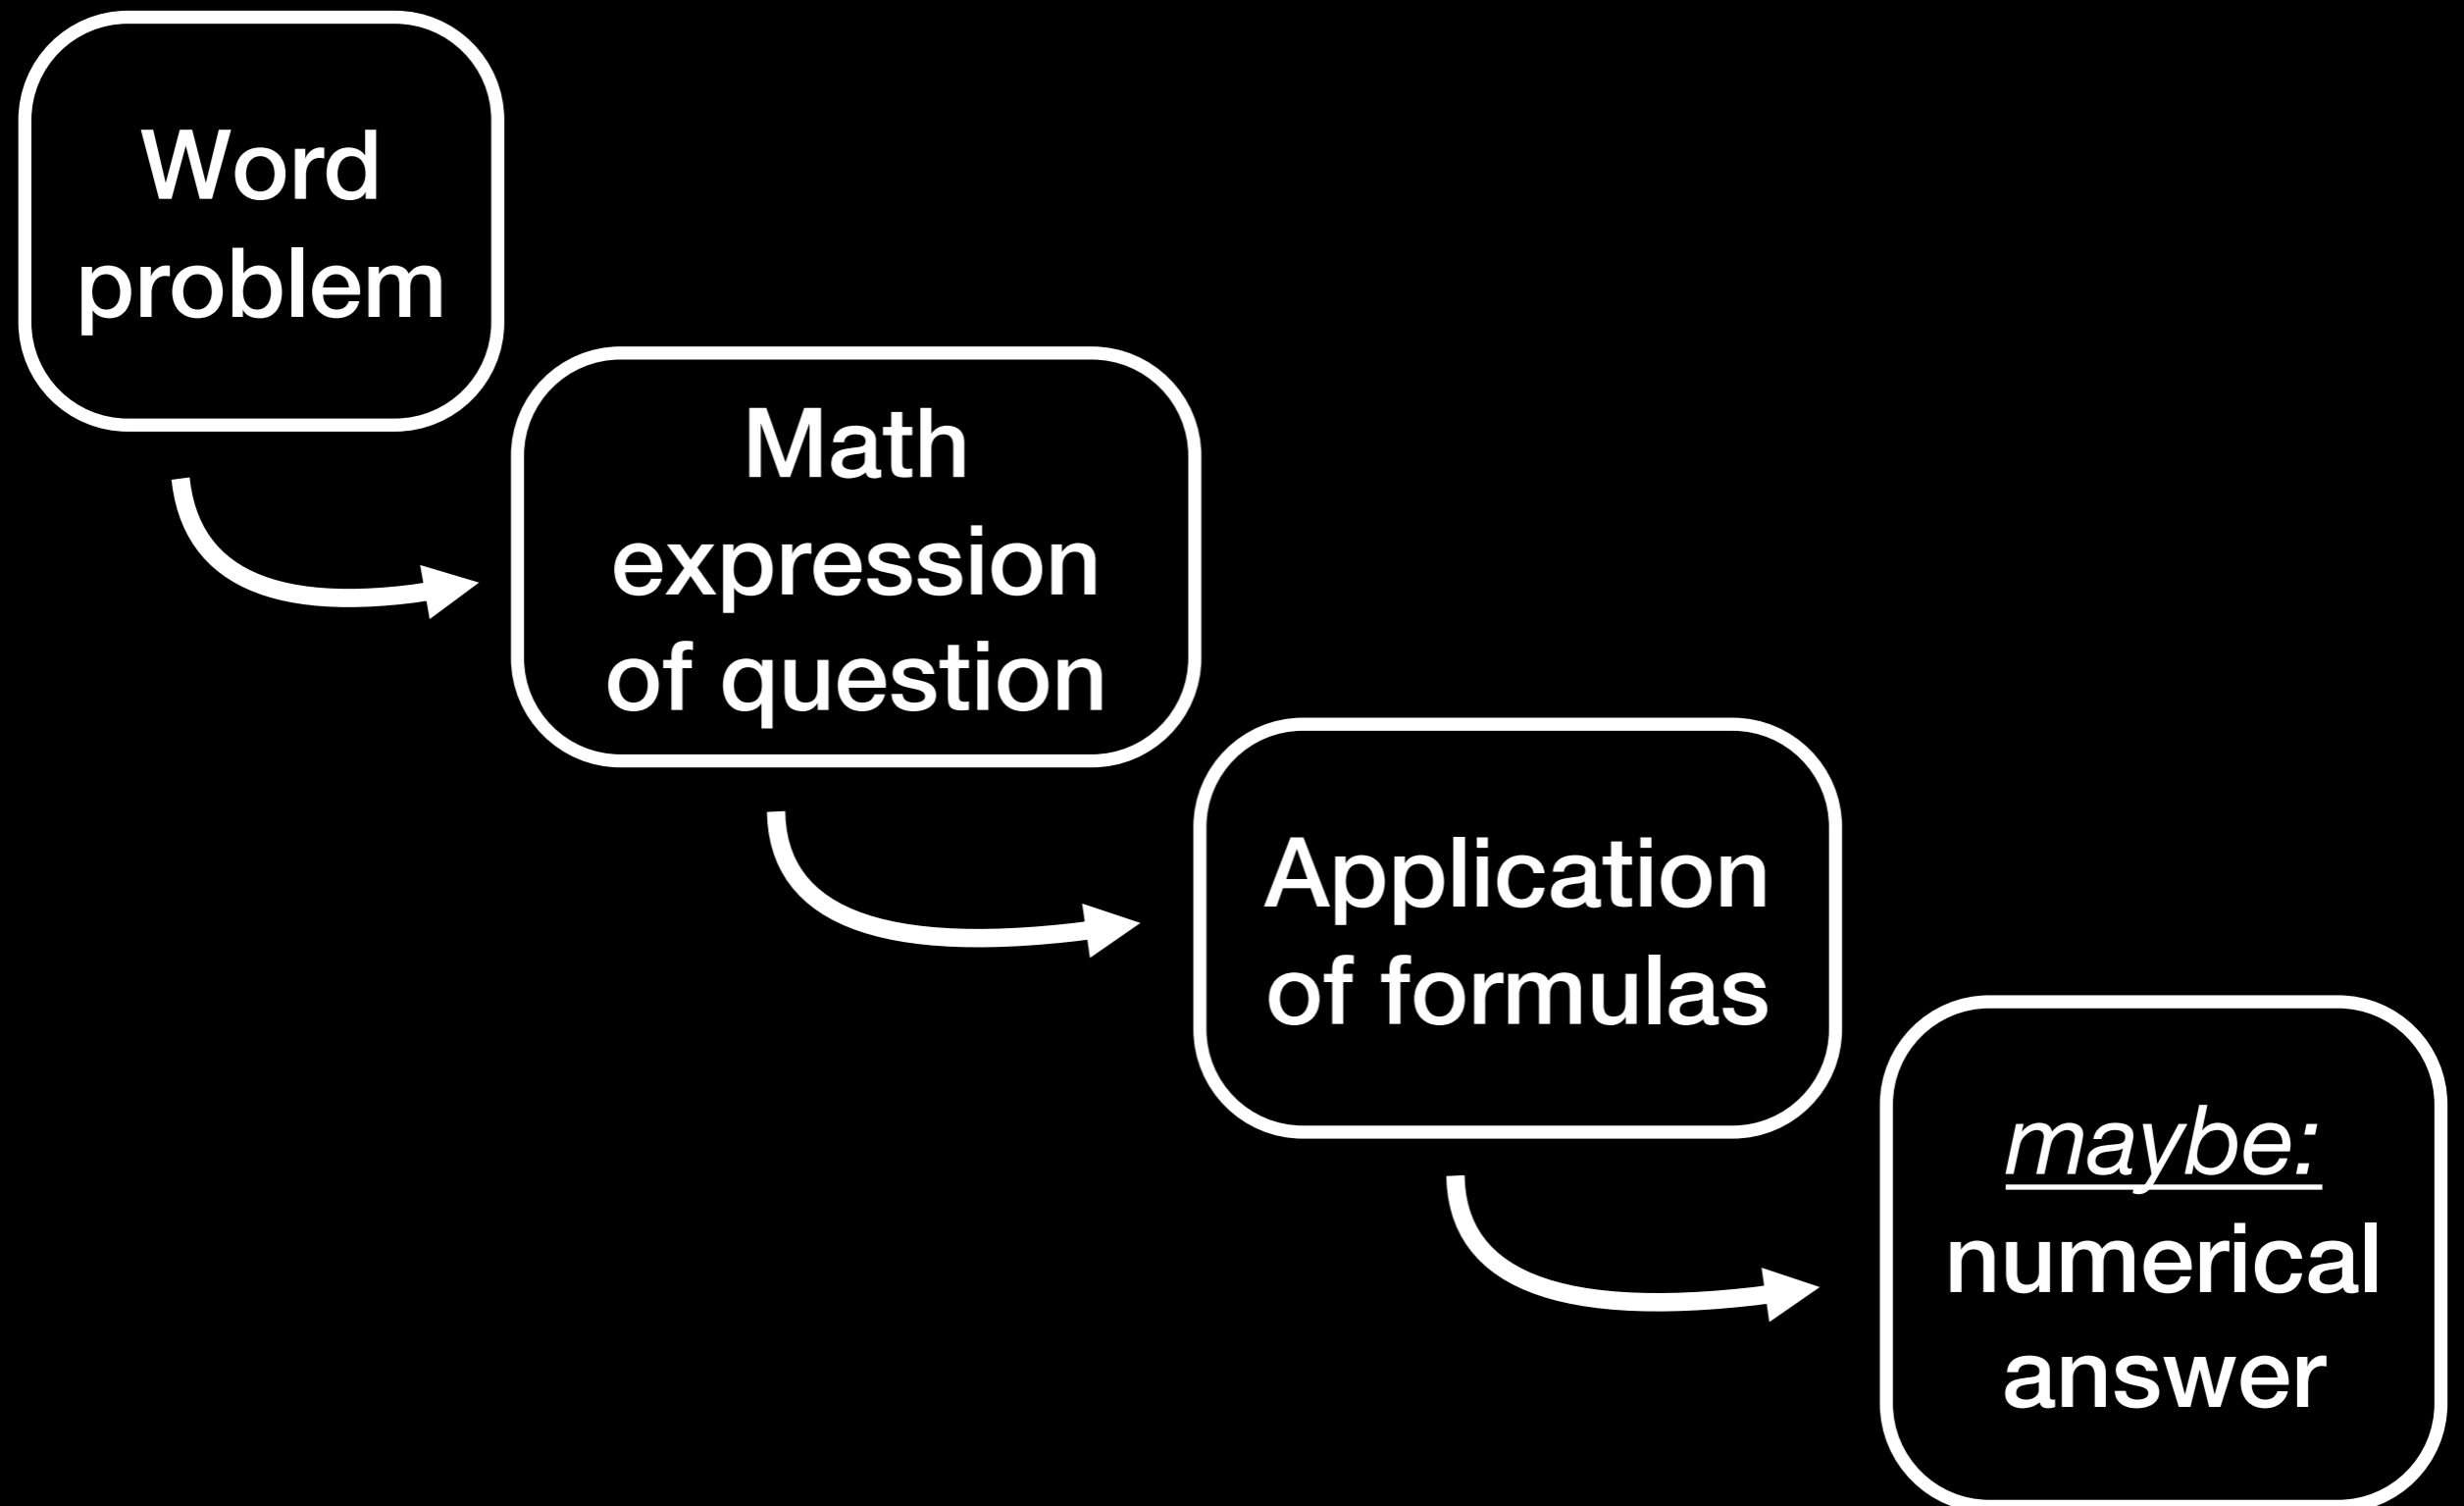 Word
problem
Math
expression
of question
Application
of formulas
maybe:
numerical
answer